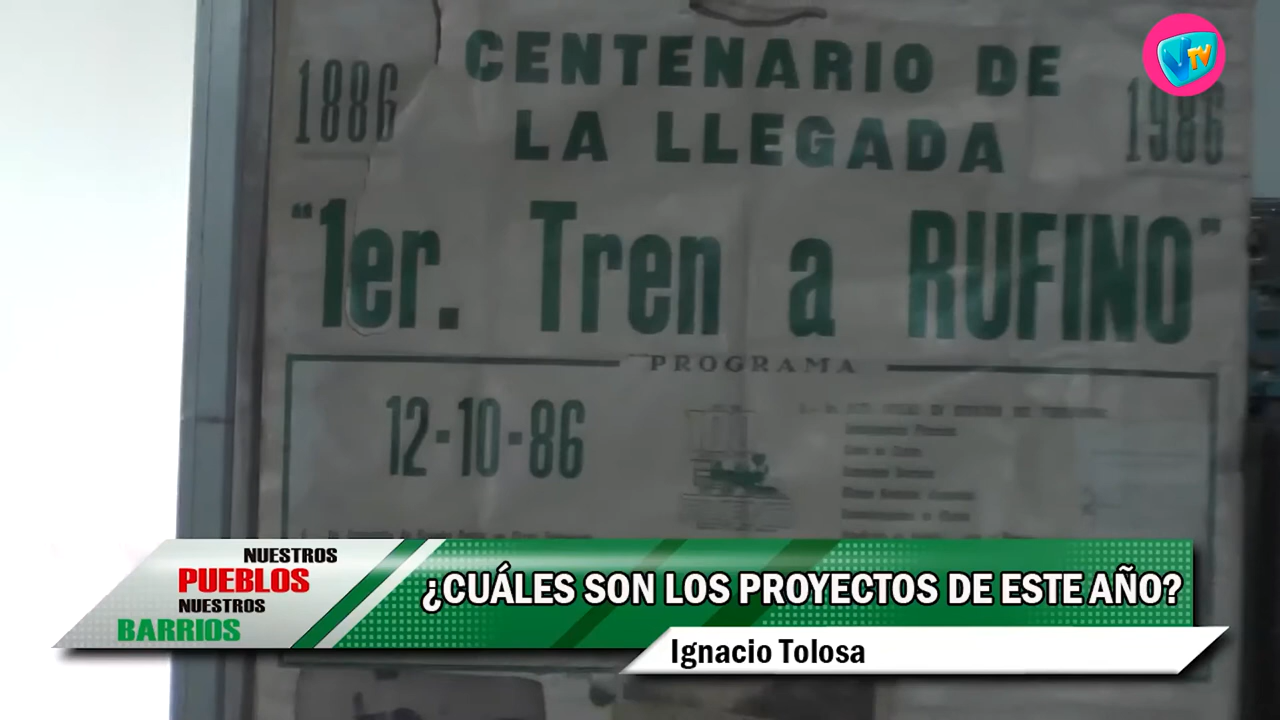 CENTENARIO DE
1886
1986
LA LLEGADA
"1er. Tren a RUFINO"
PROGRAMA
12-10-86
V TV
NUESTROS
PUEBLOS
NUESTROS
BARRIOS
¿CUÁLES SON LOS PROYECTOS DE ESTE AÑO?
Ignacio Tolosa